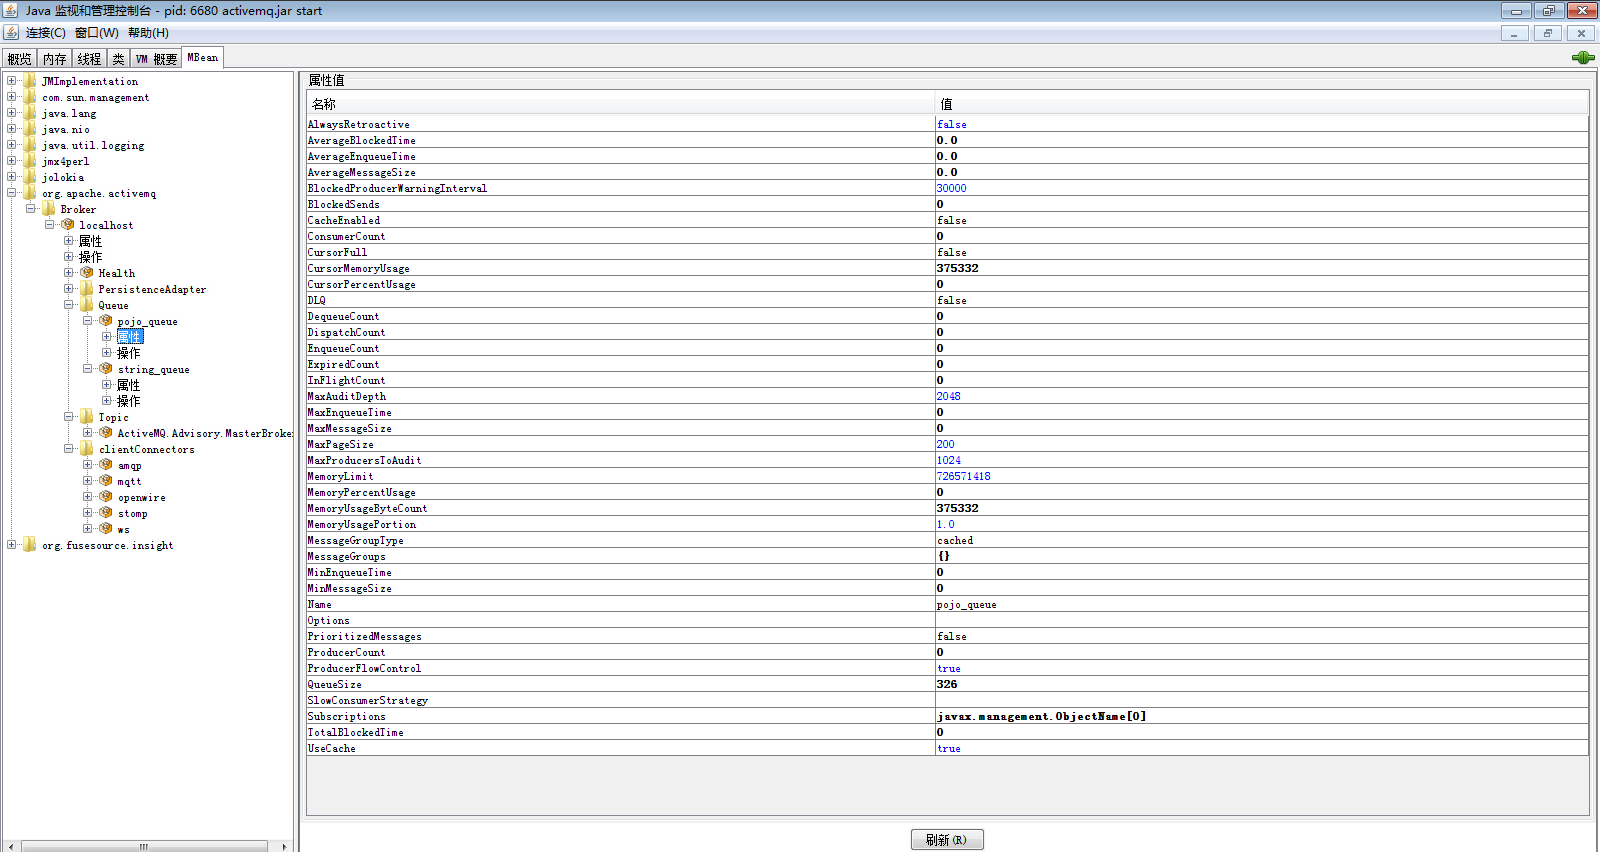 Java 监视和管理控制台 - pid: 6680 activemq.jar start
连接(C) 窗口(W) 帮助(H)
概览 内存 线程 类 VM 概要 MBean
JMImplementation
com.sun.management
java.lang
java.nio
java.util.logging
jmx4perl
jolokia
org.apache.activemq
Broker
localhost
属性
操作
Health
PersistenceAdapter
Queue
pojo_queue
属性
操作
string_queue
属性
操作
Topic
ActiveMQ.Advisory.MasterBroker
clientConnectors
amqp
mqtt
openwire
stomp
ws
org.fusesource.insight
属性值
名称 值
AlwaysRetroactive false
AverageBlockedTime 0.0
AverageEnqueueTime 0.0
AverageMessageSize 0.0
BlockedProducerWarningInterval 30000
BlockedSends 0
CacheEnabled false
ConsumerCount 0
CursorFull false
CursorMemoryUsage 375332
CursorPercentUsage 0
DLQ false
DequeueCount 0
DispatchCount 0
EnqueueCount 0
ExpiredCount 0
InFlightCount 0
MaxAuditDepth 2048
MaxEnqueueTime 0
MaxMessageSize 0
MaxPageSize 200
MaxProducersToAudit 1024
MemoryLimit 726571418
MemoryPercentUsage 0
MemoryUsageByteCount 375332
MemoryUsagePortion 1.0
MessageGroupType cached
MessageGroups {}
MinEnqueueTime 0
MinMessageSize 0
Name pojo_queue
Options
PrioritizedMessages false
ProducerCount 0
ProducerFlowControl true
QueueSize 326
SlowConsumerStrategy
Subscriptions javax.management.ObjectName[0]
TotalBlockedTime 0
UseCache true
刷新(R)